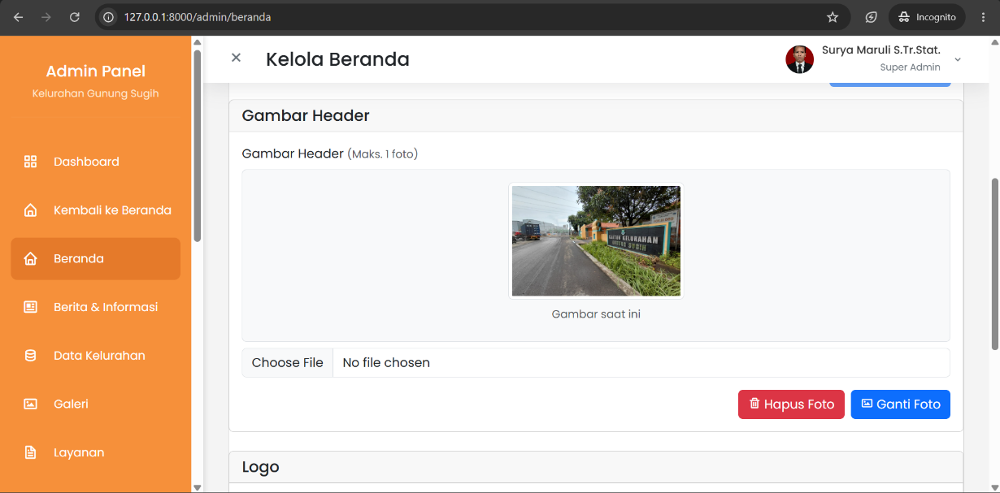 127.0.0.1:8000/admin/beranda
Incognito
Admin Panel
Kelurahan Gunung Sugih
Dashboard
Kembali ke Beranda
Beranda
Berita & Informasi
Data Kelurahan
Galeri
Layanan
Kelola Beranda
Surya Maruli S.Tr.Stat.
Super Admin
Gambar Header
Gambar Header (Maks. 1 foto)
KANTOR KELURAHAN
GUNUNG SUGIH
Gambar saat ini
Choose File No file chosen
Hapus Foto
Ganti Foto
Logo